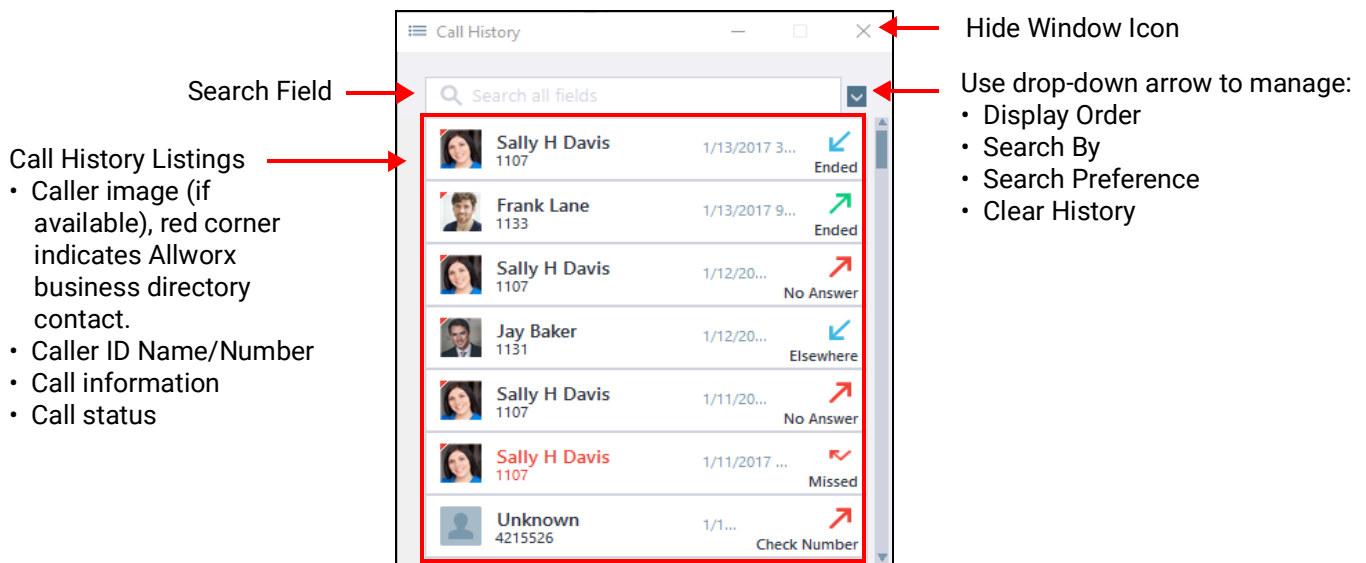 Call History
Hide Window Icon
Search Field
Search all fields
Use drop-down arrow to manage:
• Display Order
• Search By
• Search Preference
• Clear History
Call History Listings
• Caller image (if
available), red corner
indicates Allworx
business directory
contact.
• Caller ID Name/Number
• Call information
• Call status
Sally H Davis
1107
1/13/2017 3...
Ended
Frank Lane
1133
1/13/2017 9...
Ended
Sally H Davis
1107
1/12/20...
No Answer
Jay Baker
1131
1/12/20...
Elsewhere
Sally H Davis
1107
1/11/20...
No Answer
Sally H Davis
1107
1/11/2017 ...
Missed
Unknown
4215526
1/1...
Check Number